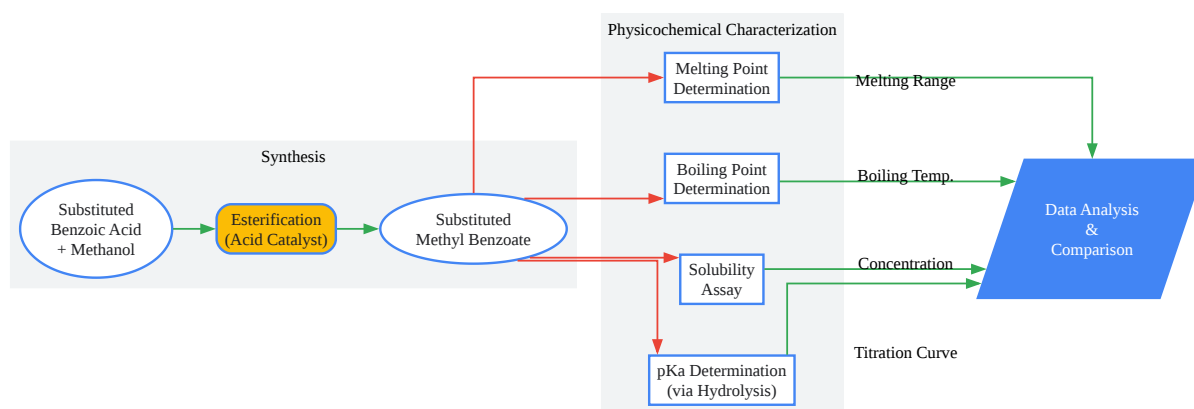 Physicochemical Characterization
Melting Point
Determination
Melting Range
Synthesis
Boiling Point
Determination
Boiling Temp.
Substituted
Benzoic Acid
+ Methanol
Esterification
(Acid Catalyst)
Substituted
Methyl Benzoate
Data Analysis
&
Comparison
Solubility
Assay
Concentration
Titration Curve
pKa Determination
(via Hydrolysis)